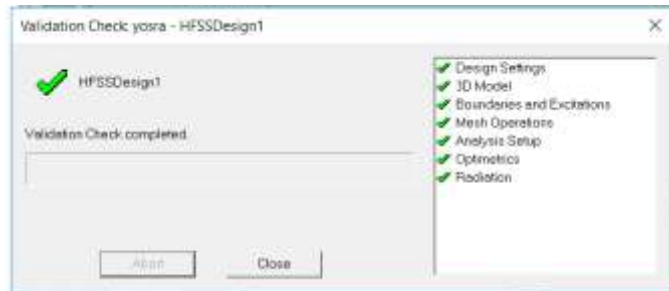 Validation Check: yosra - HFSSDesign1
HFSSDesign1
Validation Check completed.
Abort
Close
Design Settings
3D Model
Boundaries and Excitations
Mesh Operations
Analysis Setup
Optimetrics
Radiation